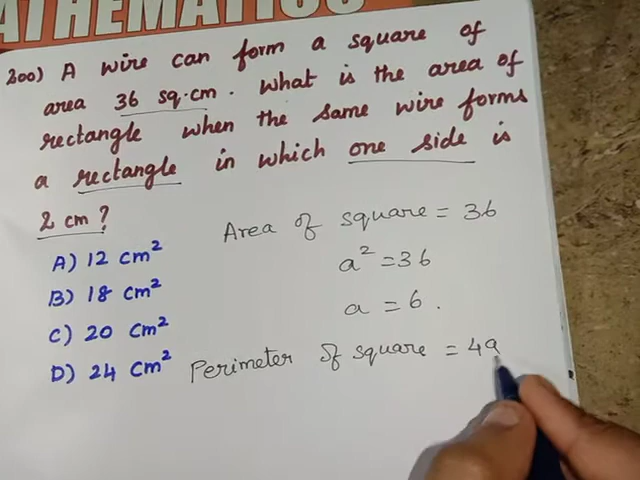 MATHEMATICS
200) A wire can form a square of
area 36 sq.cm. What is the area of
rectangle when the same wire forms
a rectangle in which one side is
2 cm?
A) 12 cm²
B) 18 cm²
C) 20 cm²
D) 24 cm²
Area of square = 36
a² = 36
a = 6.
Perimeter of square = 4a